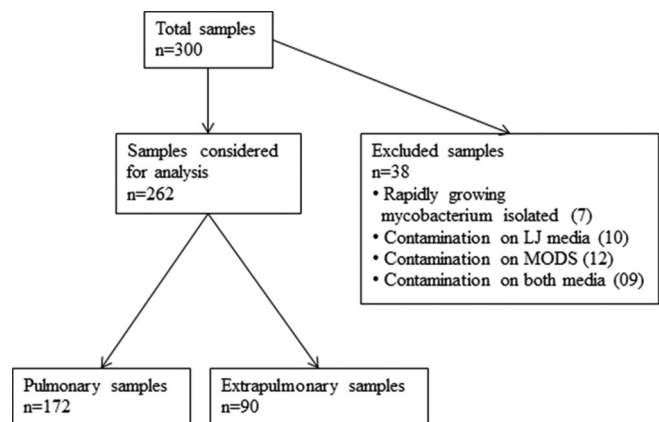 Total samples
n=300
Samples considered
for analysis
n=262
Excluded samples
n=38
• Rapidly growing
mycobacterium isolated (7)
• Contamination on LJ media (10)
• Contamination on MODS (12)
• Contamination on both media (09)
Pulmonary samples
n=172
Extrapulmonary samples
n=90